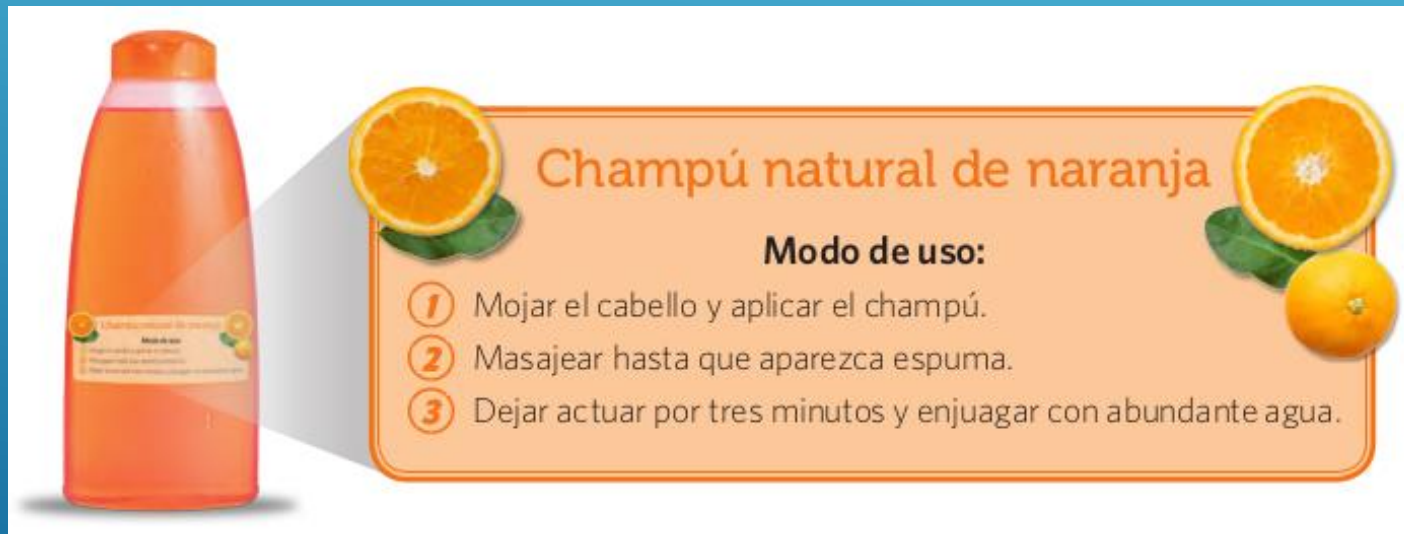 Champú natural de naranja
Modo de uso:
1 Mojar el cabello y aplicar el champú.
2 Masajear hasta que aparezca espuma.
3 Dejar actuar por tres minutos y enjuagar con abundante agua.